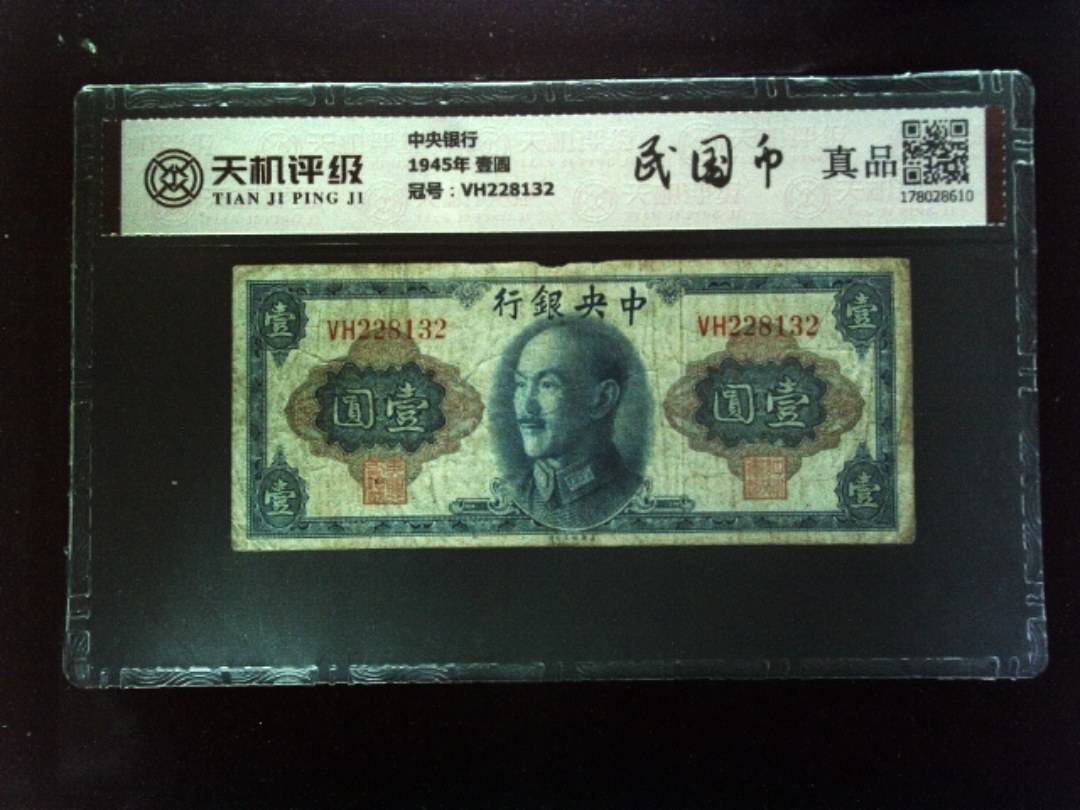 天机评级
TIAN JI PING JI
中央银行
1945年 壹圆
冠号：VH228132
民国币
真品
178028610
行銀央中
壹
壹
VH228132
VH228132
圓壹
圓壹
壹
壹